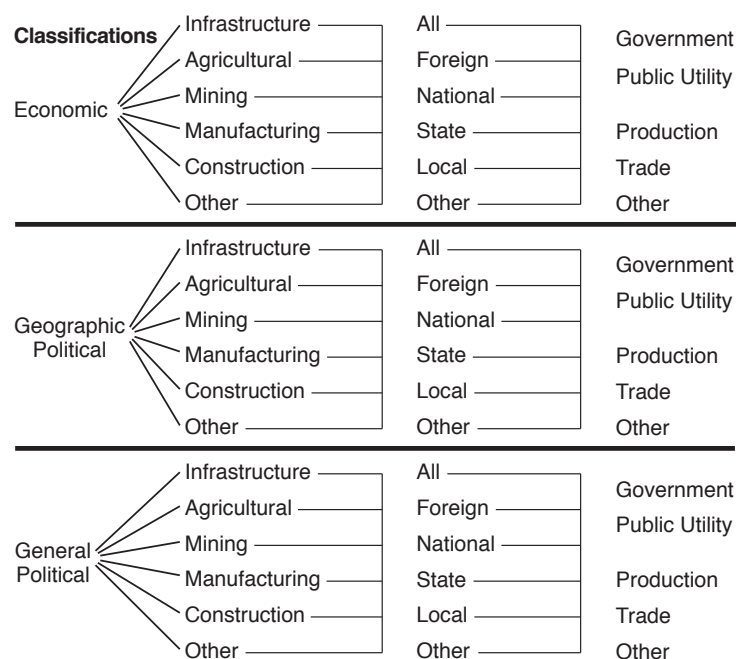 Classifications
Infrastructure All
Government
Agricultural Foreign
Public Utility
Economic Mining National
Manufacturing State Production
Construction Local Trade
Other Other Other
Infrastructure All
Government
Agricultural Foreign
Public Utility
Geographic Mining National
Political Manufacturing State Production
Construction Local Trade
Other Other Other
Infrastructure All
Government
Agricultural Foreign
Public Utility
General Mining National
Political Manufacturing State Production
Construction Local Trade
Other Other Other